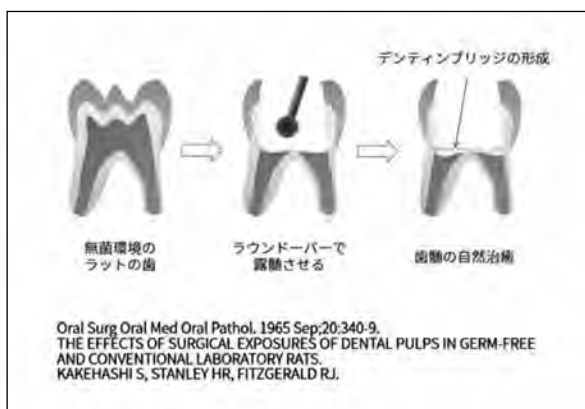 デンティンブリッジの形成
無菌環境の
ラットの歯
ラウンドーバーで
露髄させる
歯髄の自然治癒
Oral Surg Oral Med Oral Pathol. 1965 Sep;20:340-9.
THE EFFECTS OF SURGICAL EXPOSURES OF DENTAL PULPS IN GERM-FREE
AND CONVENTIONAL LABORATORY RATS.
KAKEHASHI S, STANLEY HR, FITZGERALD RJ.